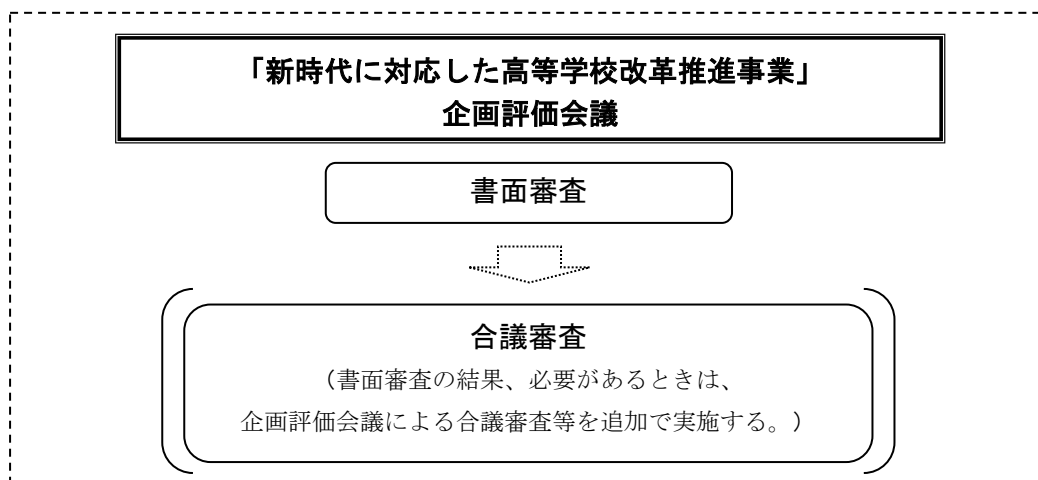 「新時代に対応した高等学校改革推進事業」
企画評価会議
書面審査
合議審査
（書面審査の結果、必要があるときは、
企画評価会議による合議審査等を追加で実施する。）